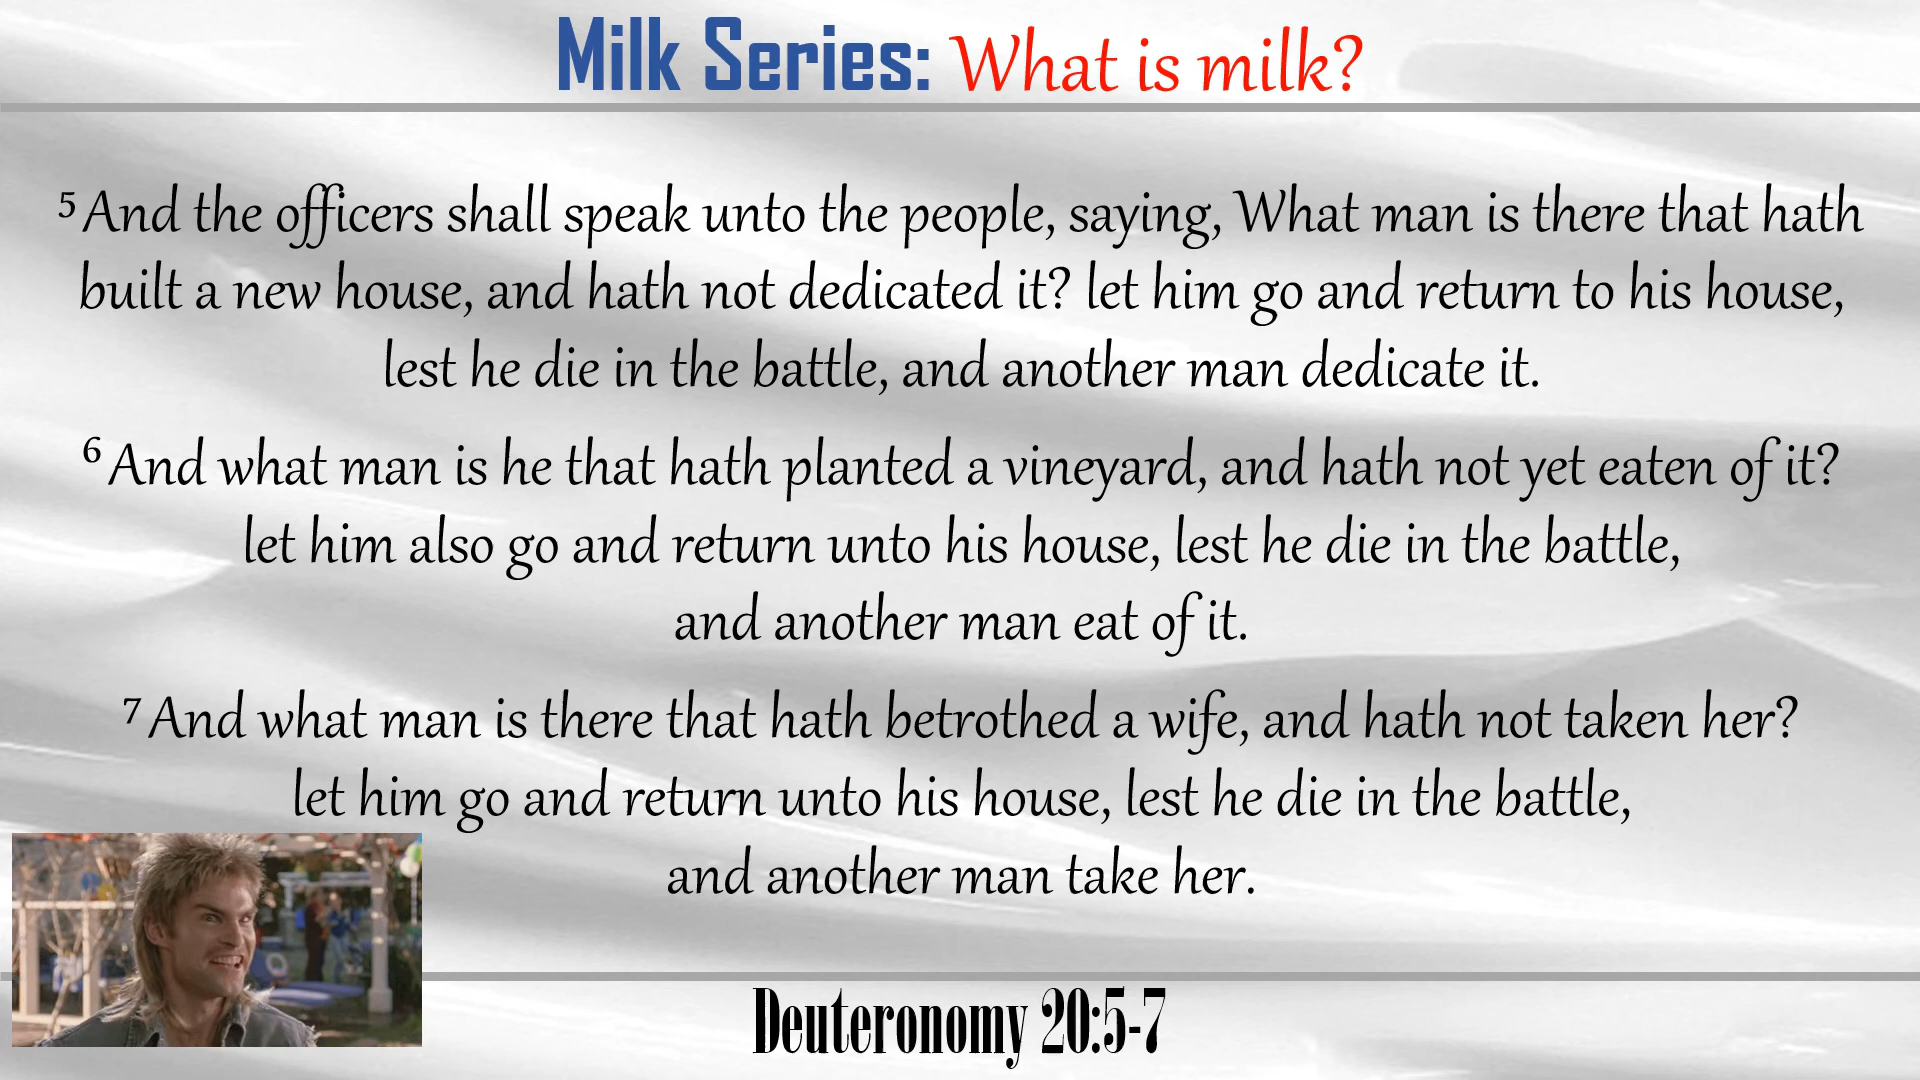 Milk Series: What is milk?
5 And the officers shall speak unto the people, saying, What man is there that hath
built a new house, and hath not dedicated it? let him go and return to his house,
lest he die in the battle, and another man dedicate it.
6 And what man is he that hath planted a vineyard, and hath not yet eaten of it?
let him also go and return unto his house, lest he die in the battle,
and another man eat of it.
7 And what man is there that hath betrothed a wife, and hath not taken her?
let him go and return unto his house, lest he die in the battle,
and another man take her.
Deuteronomy 20:5-7